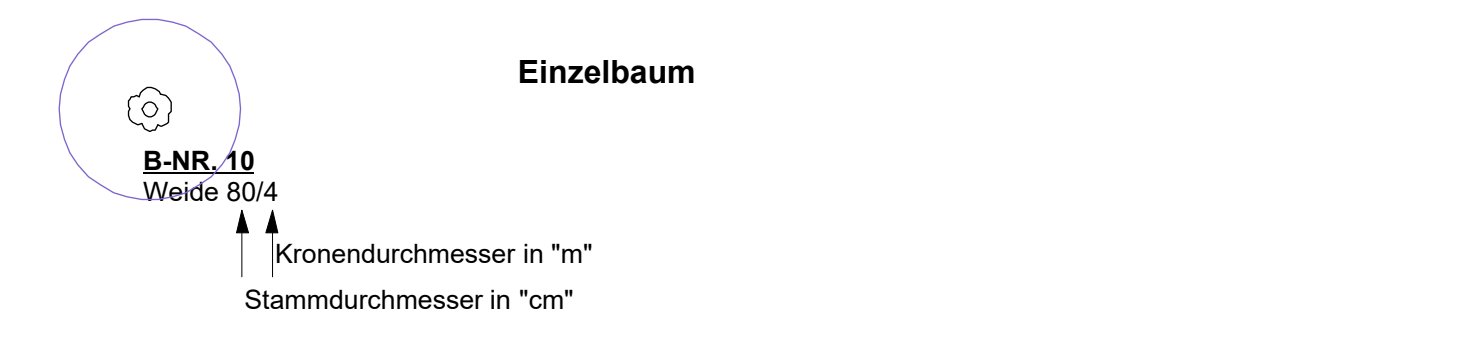 Einzelbaum
B-NR. 10
Weide 80/4
Kronendurchmesser in "m"
Stammdurchmesser in "cm"